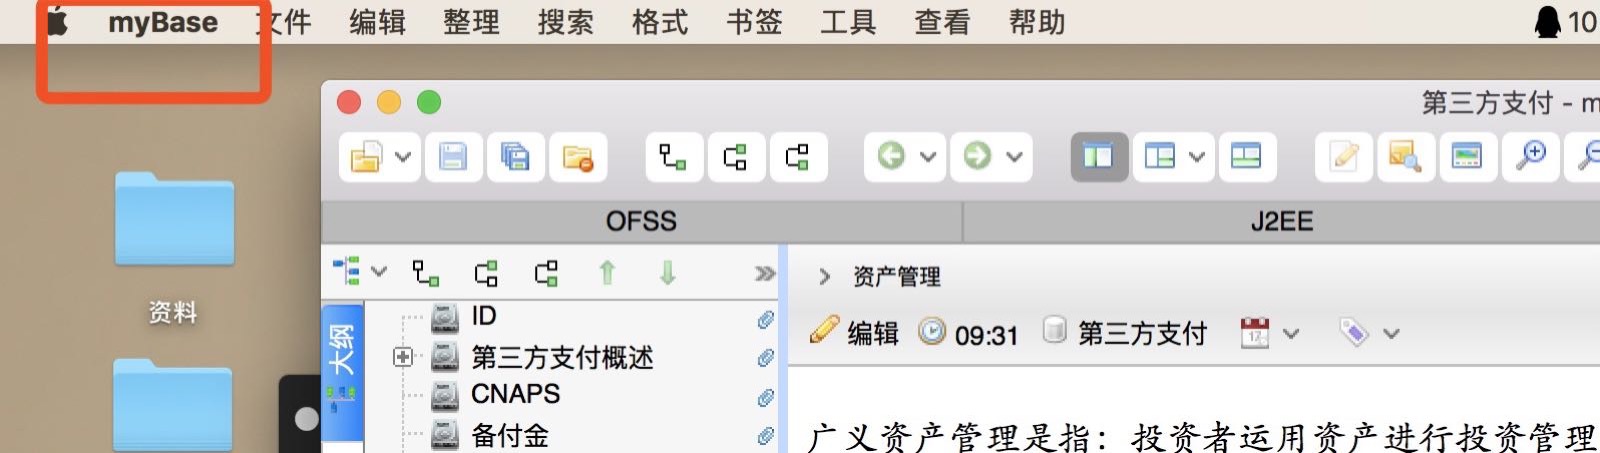 myBase 文件 编辑 整理 搜索 格式 书签 工具 查看 帮助 10
第三方支付 - m
OFSS J2EE
资产管理
资料
大纲
ID
第三方支付概述
CNAPS
备付金
编辑 09:31 第三方支付 17
广义资产管理是指：投资者运用资产进行投资管理